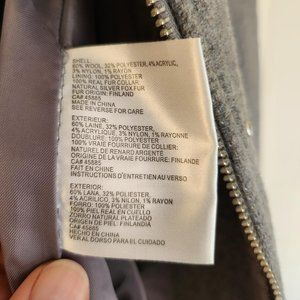 SHELL:
60% WOOL, 32% POLYESTER, 4% ACRYLIC,
3% NYLON, 1% RAYON
LINING: 100% POLYESTER
100% REAL FUR COLLAR
NATURAL SILVER FOX FUR
FUR ORIGIN: FINLAND
CA# 45885
MADE IN CHINA
SEE REVERSE FOR CARE
EXTERIEUR:
60% LAINE, 32% POLYESTER,
4% ACRYLIQUE, 3% NYLON, 1% RAYONNE
DOUBLURE: 100% POLYESTER
100% VRAIE FOURRURE DE COLLIER:
NATUREL DE RENARD ARGENTE
ORIGINE DE LA VRAIE FOURRURE: FINLANDE
CA# 45885
FAIT EN CHINE
INSTRUCTIONS D'ENTRETIEN AU VERSO
EXTERIOR:
60% LANA, 32% POLIESTER,
4% ACRILICO, 3% NILON, 1% RAYON
FORRO: 100% POLIESTER
100% PIEL REAL EN CUELLO
ZORRO NATURAL PLATEADO
ORIGINAL DE: FINLANDIA
CA# 45885
HECHO EN CHINA
VER AL DORSO PARA EL CUIDADO